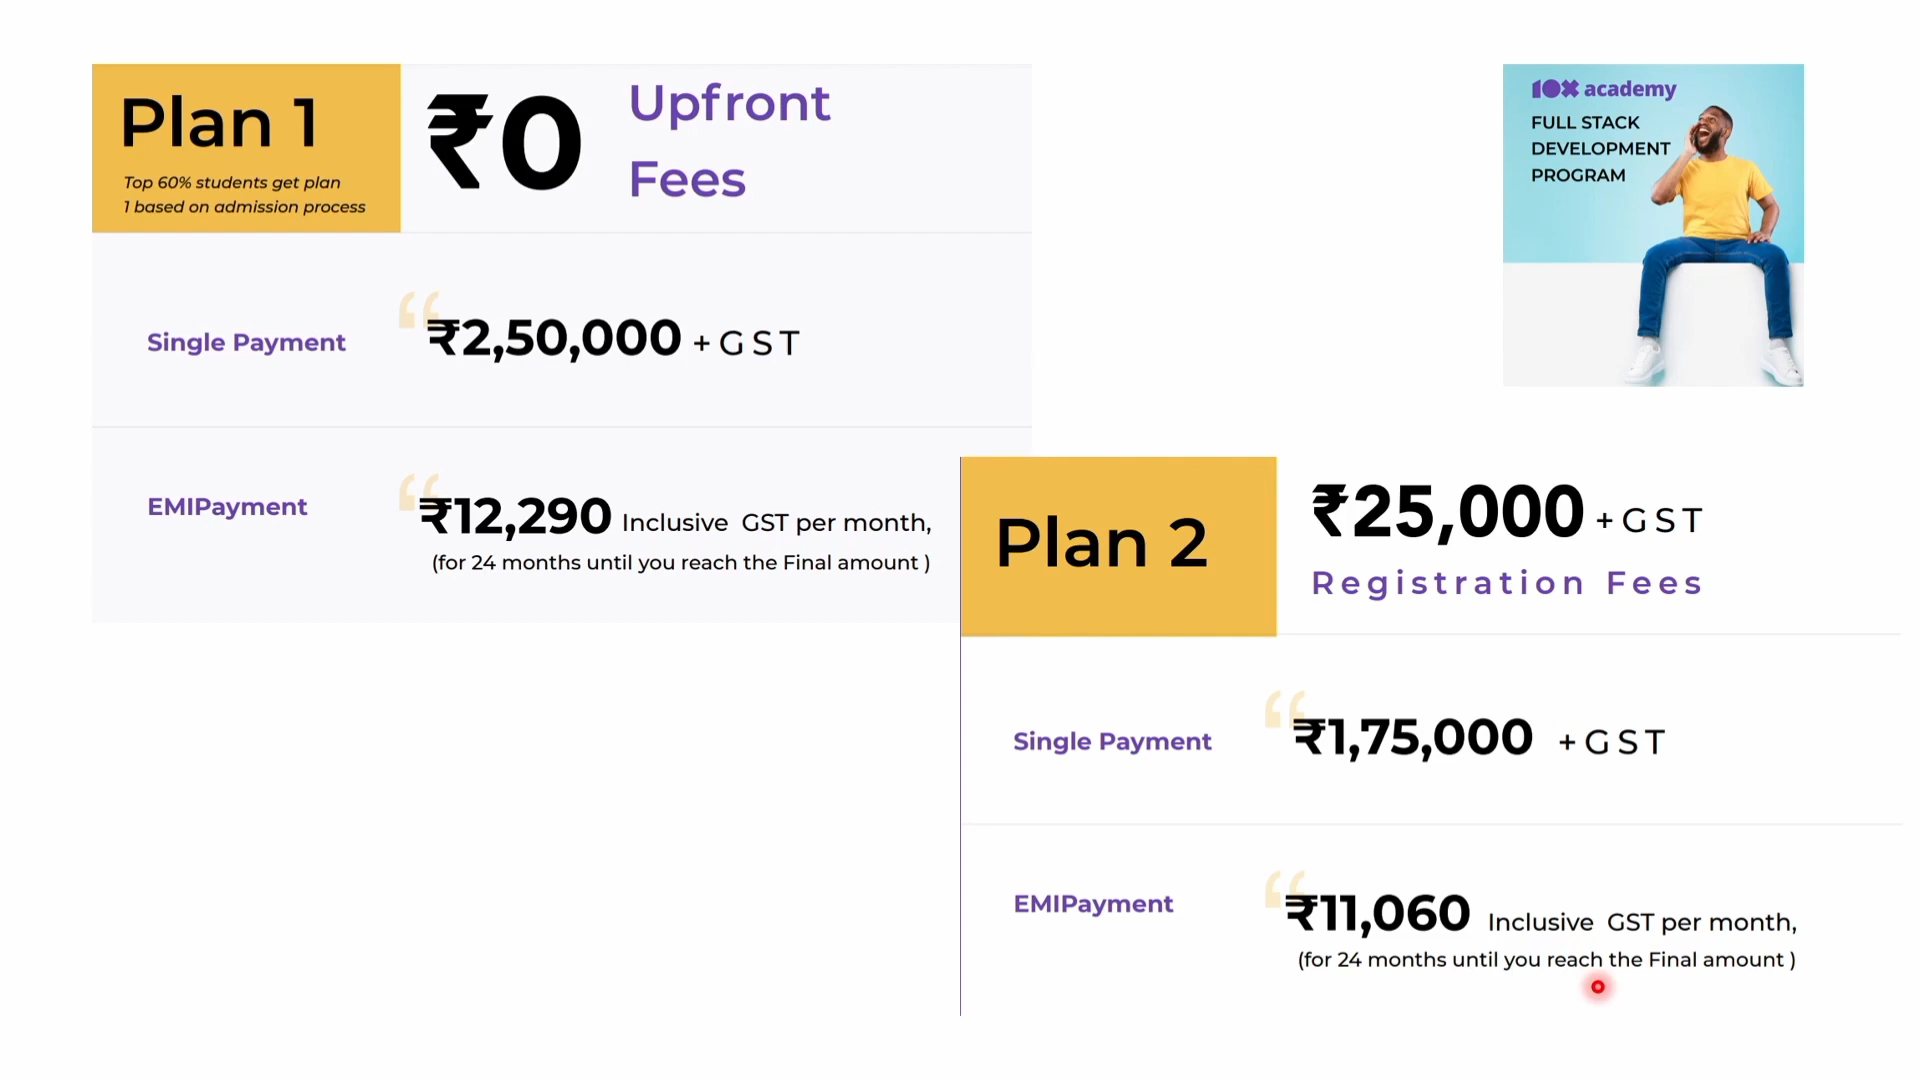 Plan 1
Top 60% students get plan
1 based on admission process
₹0
Upfront
Fees
Single Payment
₹2,50,000 +GST
EMIPayment
₹12,290 Inclusive GST per month,
(for 24 months until you reach the Final amount )
10X academy
FULL STACK
DEVELOPMENT
PROGRAM
Plan 2
₹25,000 +GST
Registration Fees
Single Payment
₹1,75,000 +GST
EMIPayment
₹11,060 Inclusive GST per month,
(for 24 months until you reach the Final amount )